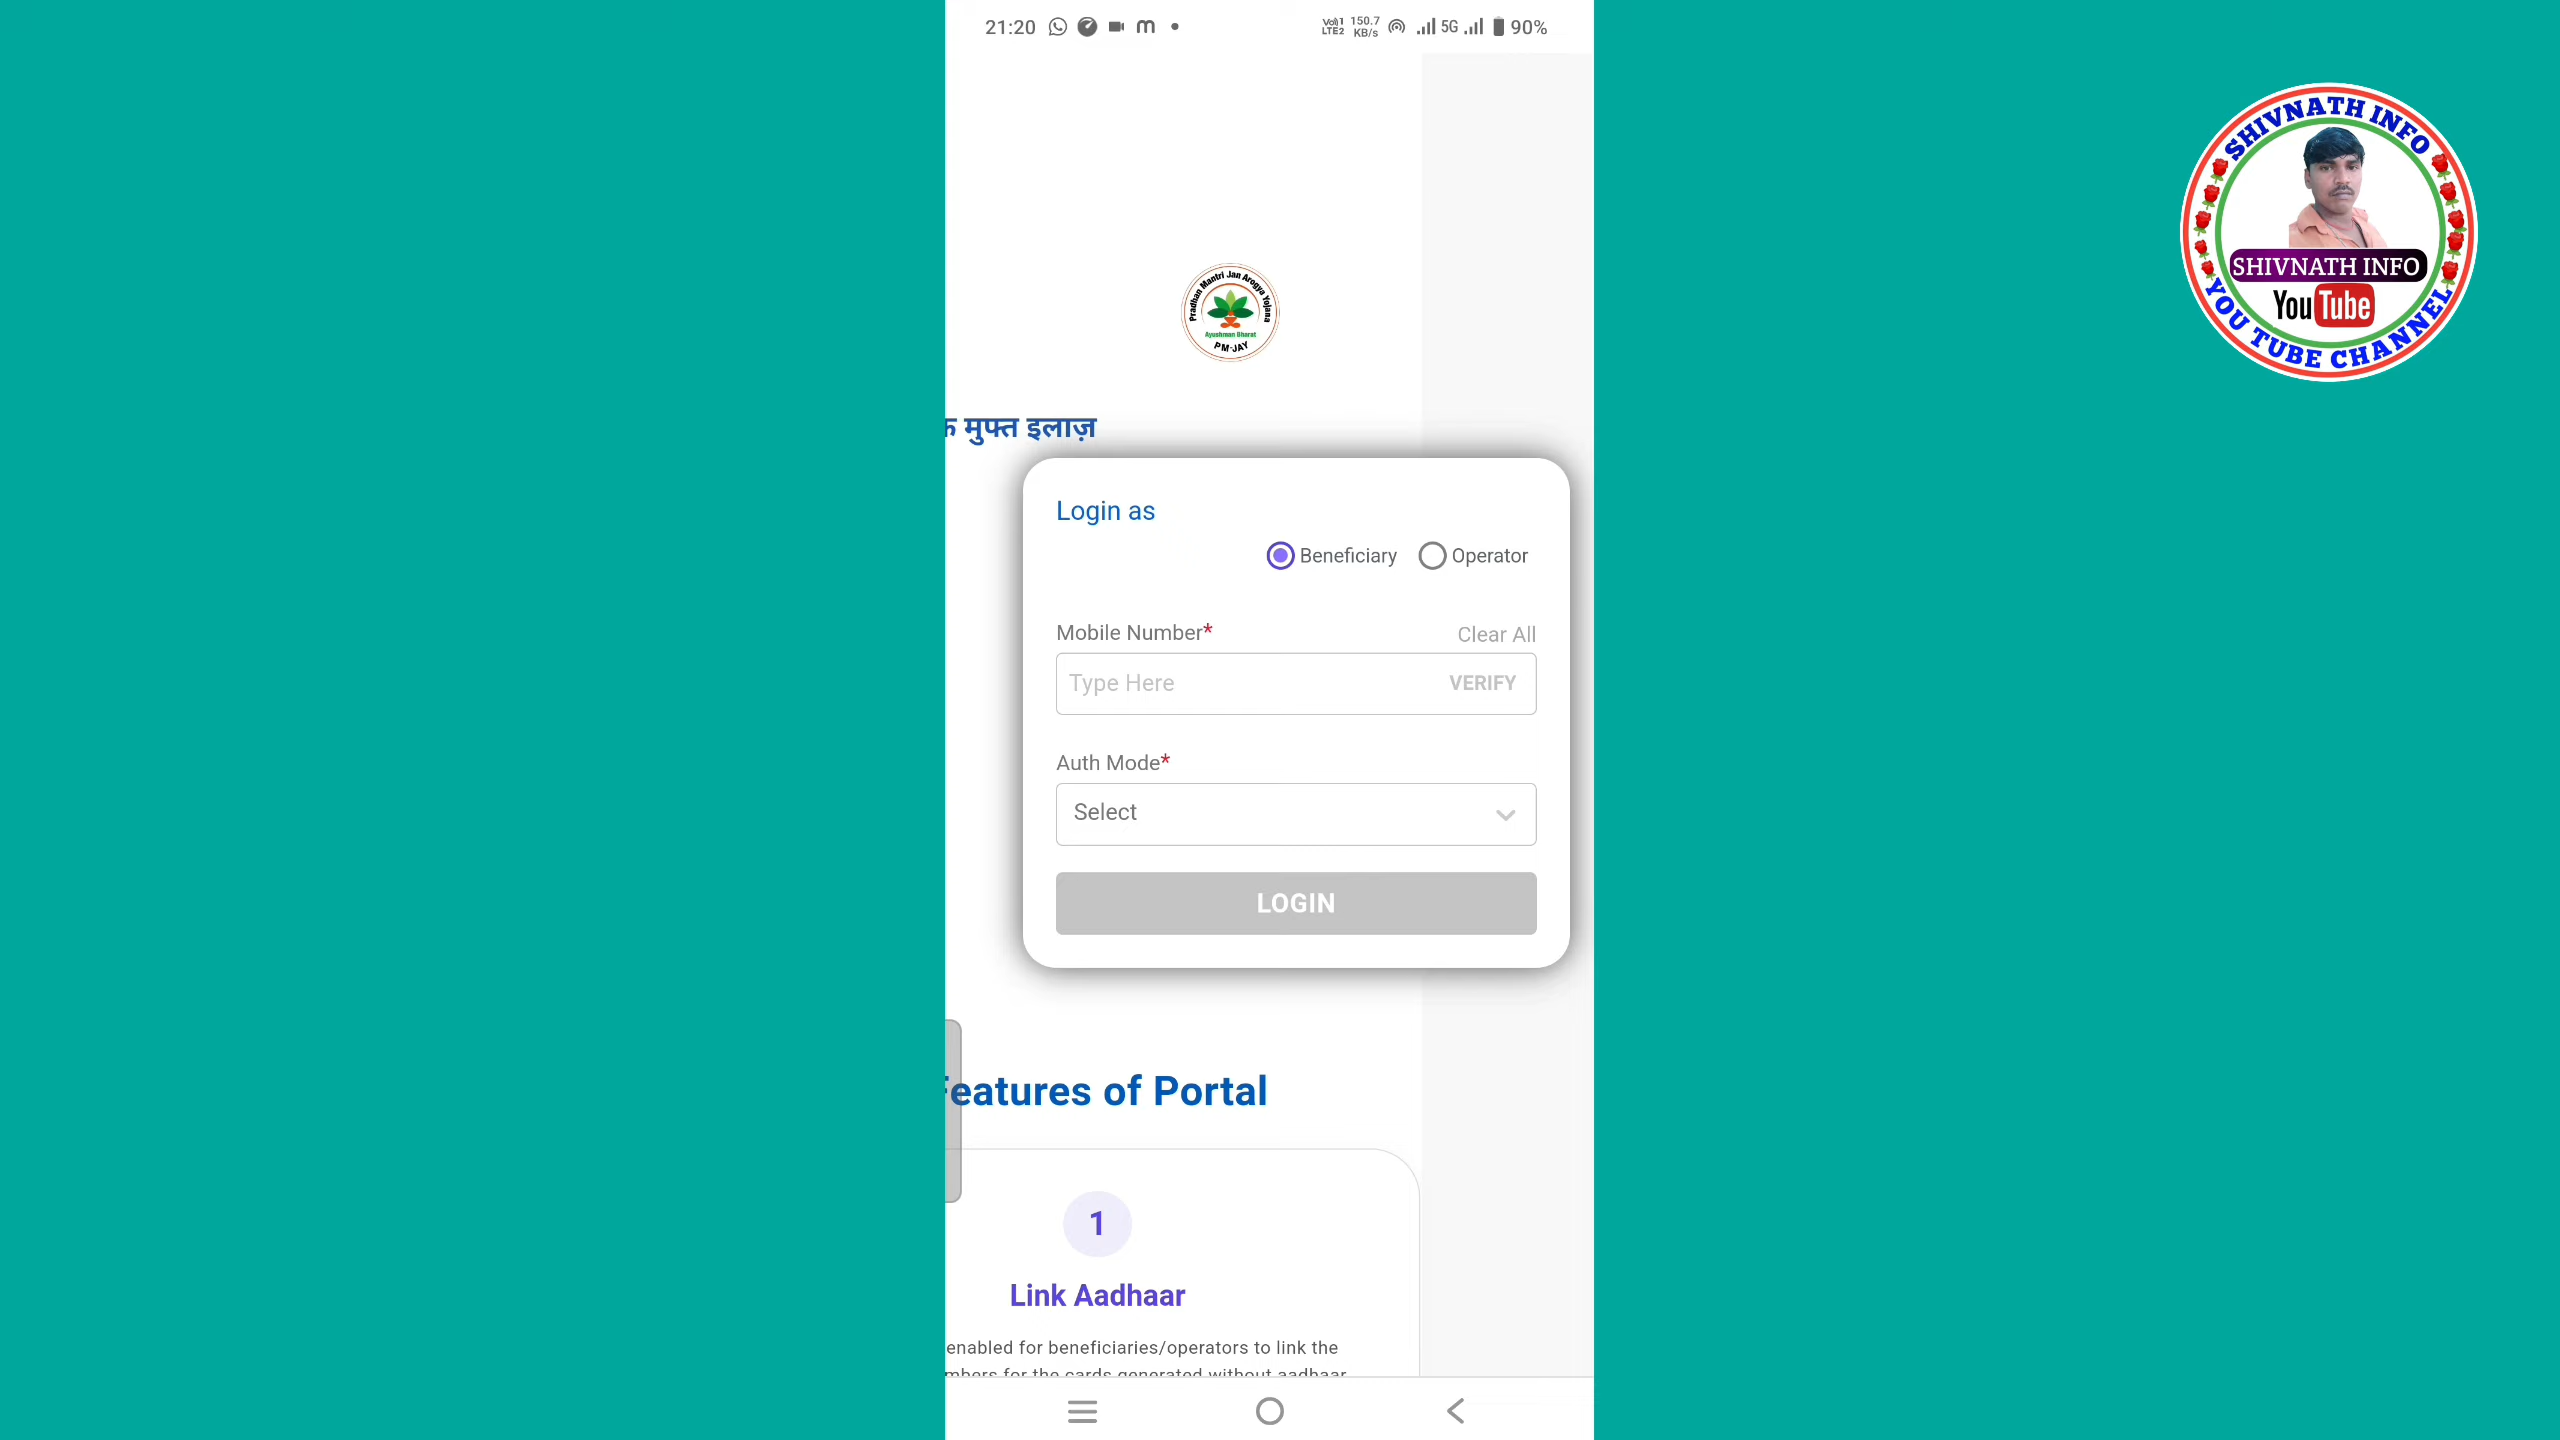 21:20
VoD 1 LTE2
150.7 KB/s
5G
90%
Pradhan Mantri Jan Arogya Yojana
Ayushman Bharat
PM-JAY
मुफ्त इलाज़
Login as
Beneficiary
Operator
Mobile Number*
Clear All
Type Here
VERIFY
Auth Mode*
Select
LOGIN
Features of Portal
1
Link Aadhaar
enabled for beneficiaries/operators to link the
for the cards generated without aadhaar
SHIVNATH INFO
SHIVNATH INFO
YouTube
YOU TUBE CHANNEL